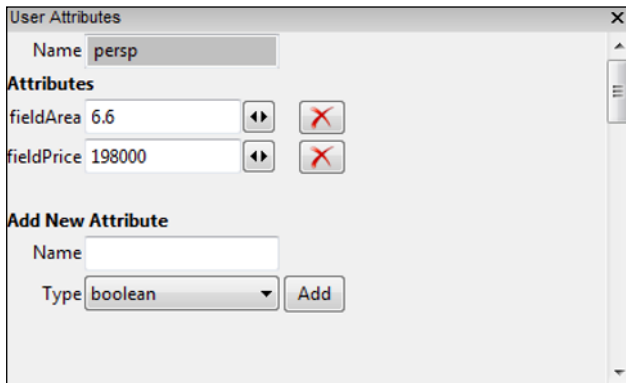 User Attributes
Name persp
Attributes
fieldArea 6.6
fieldPrice 198000
Add New Attribute
Name
Type boolean Add